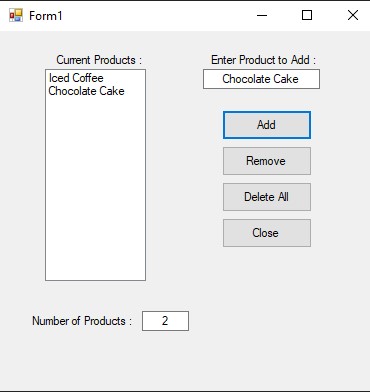 Form1
Current Products :
Iced Coffee
Chocolate Cake
Enter Product to Add :
Chocolate Cake
Add
Remove
Delete All
Close
Number of Products :
2